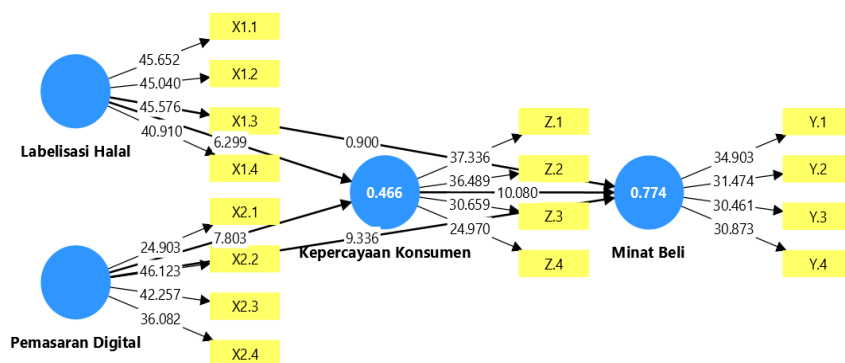 X1.1
45.652
X1.2
45.040
45.576
X1.3
0.900
40.910
6.299
Labelisasi Halal
X1.4
Z.1
37.336
Z.2
36.489
0.466
10.080
30.659
Z.3
24.970
Kepercayaan Konsumen
Z.4
Y.1
34.903
Y.2
31.474
0.774
30.461
Y.3
30.873
Minat Beli
Y.4
X2.1
24.903
7.803
9.336
46.123
X2.2
42.257
X2.3
36.082
Pemasaran Digital
X2.4